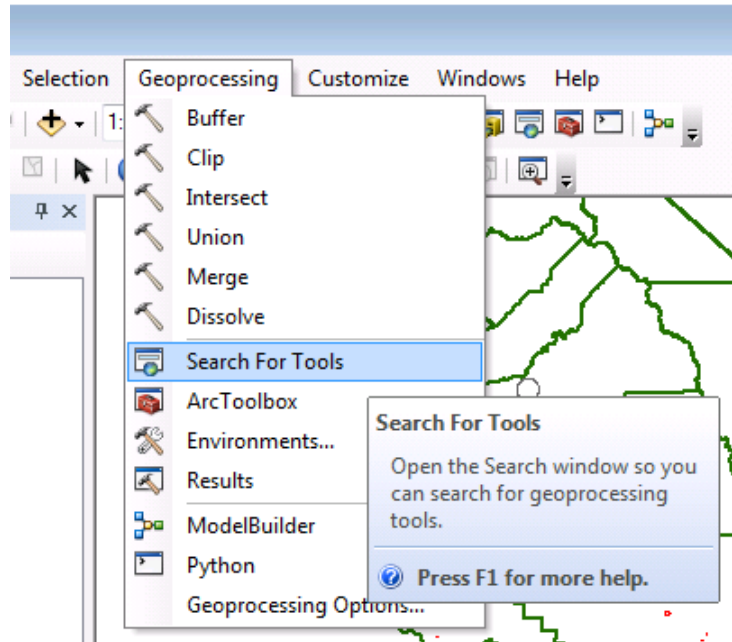 Selection Geoprocessing Customize Windows Help
1:
Buffer
Clip
Intersect
Union
Merge
Dissolve
Search For Tools
ArcToolbox
Environments...
Results
ModelBuilder
Python
Geoprocessing Options...
Search For Tools
Open the Search window so you
can search for geoprocessing
tools.
Press F1 for more help.